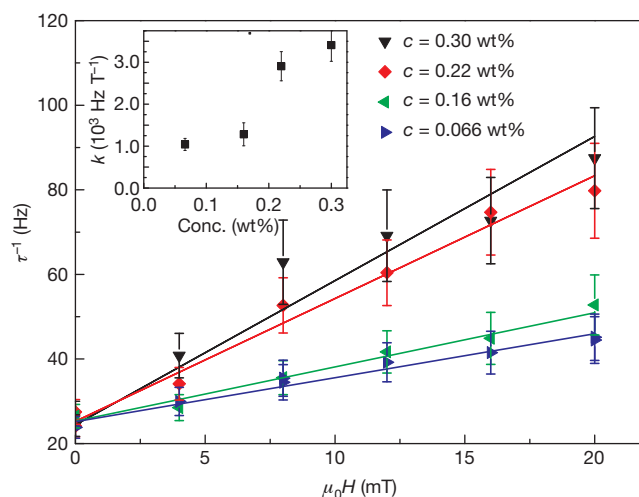 120
100
80
60
40
20
τ⁻¹ (Hz)
0
5
10
15
20
μ₀H (mT)
k (10³ Hz T⁻¹)
3.0
2.0
1.0
0.0
0.0
0.1
0.2
0.3
Conc. (wt%)
c = 0.30 wt%
c = 0.22 wt%
c = 0.16 wt%
c = 0.066 wt%